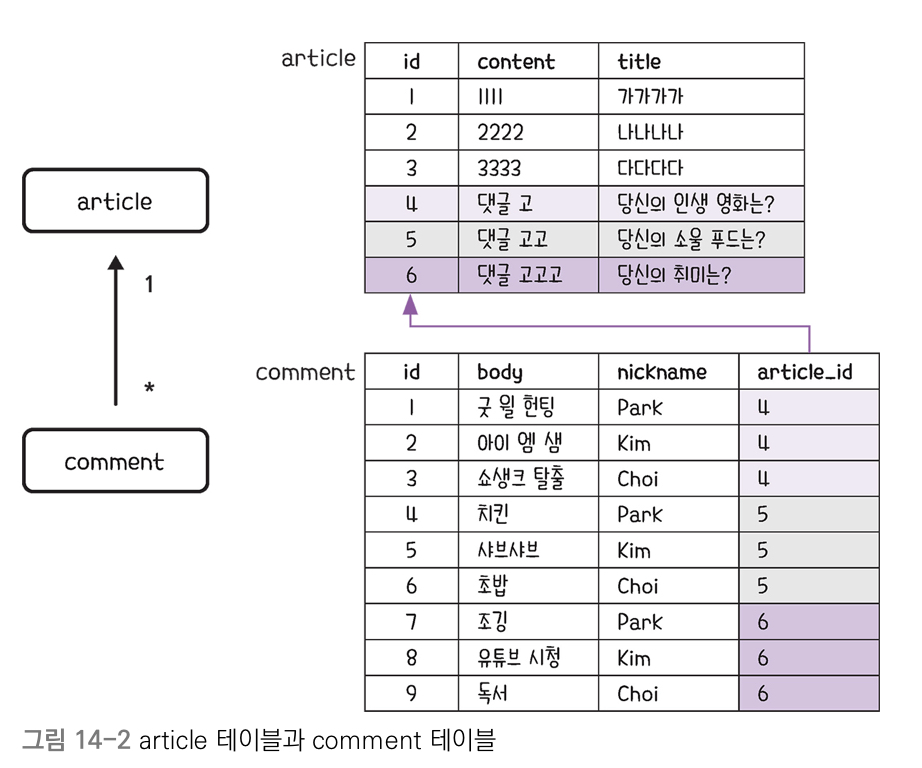 article
id content title
1 1111 가가가가
2 2222 나나나나
3 3333 다다다다
4 댓글 고 당신의 인생 영화는?
5 댓글 고고 당신의 소울 푸드는?
6 댓글 고고고 당신의 취미는?
article
1
*
comment
comment
id body nickname article_id
1 굿 윌 헌팅 Park 4
2 아이 엠 샘 Kim 4
3 쇼생크 탈출 Choi 4
4 치킨 Park 5
5 샤브샤브 Kim 5
6 초밥 Choi 5
7 조깅 Park 6
8 유튜브 시청 Kim 6
9 독서 Choi 6
그림 14-2 article 테이블과 comment 테이블